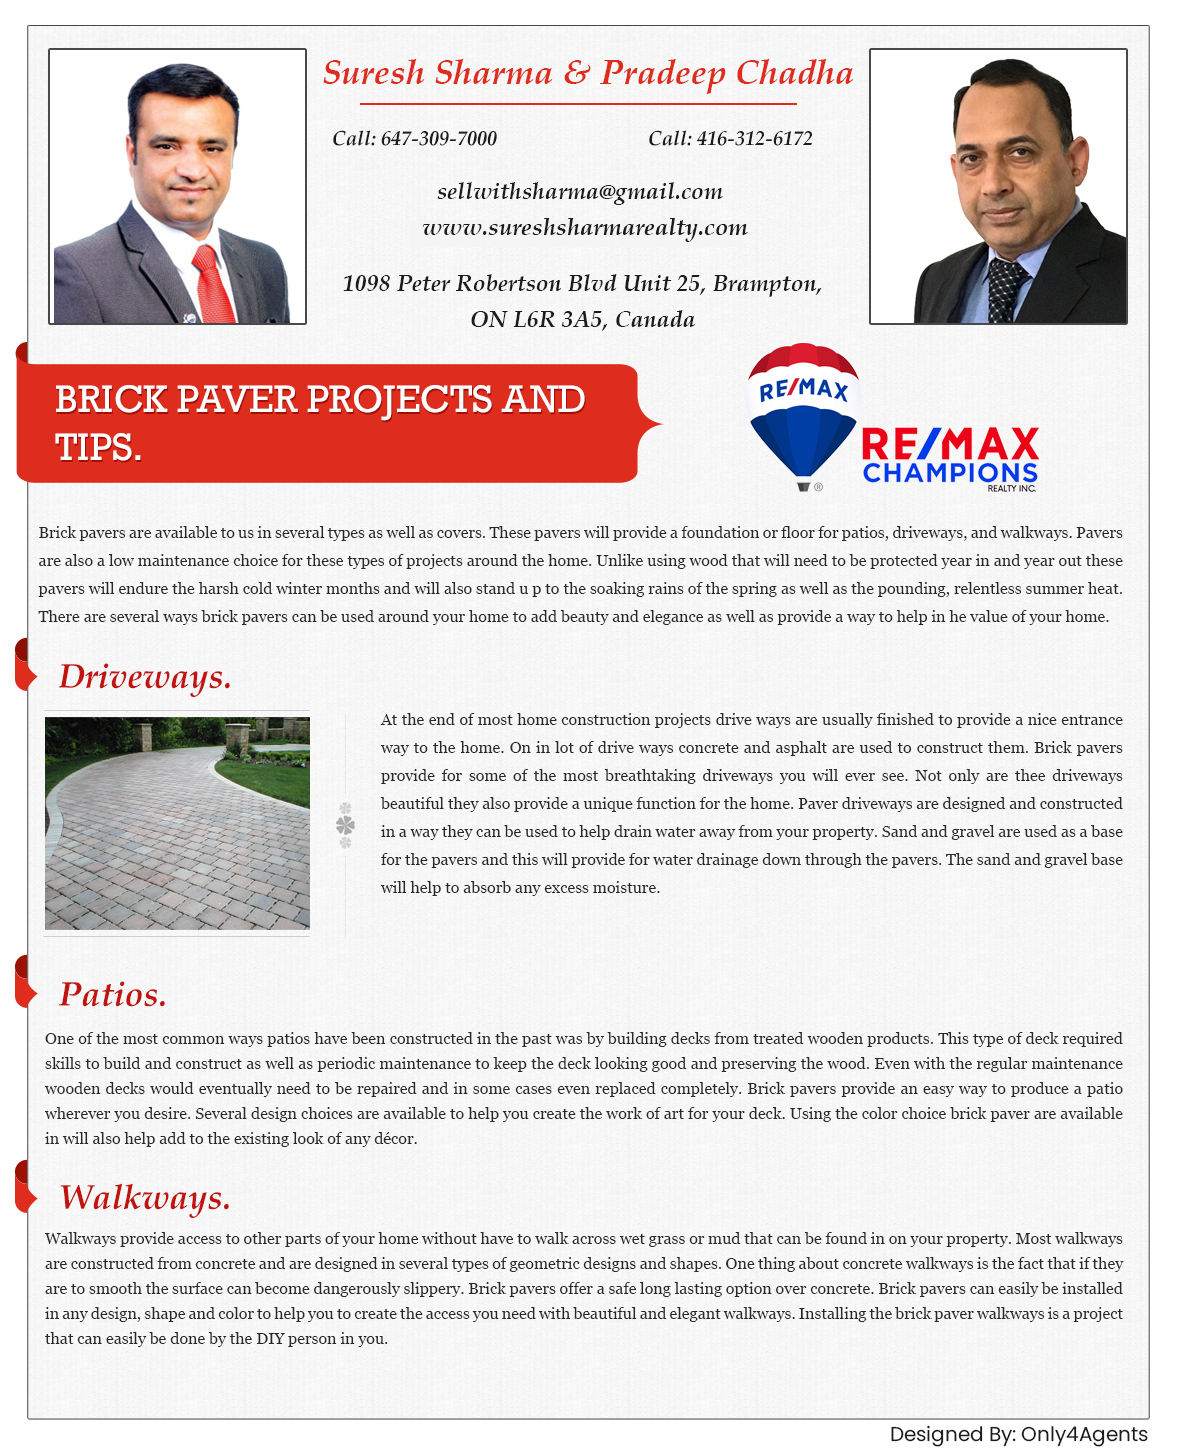 Suresh Sharma & Pradeep Chadha
Call: 647-309-7000
Call: 416-312-6172
sellwithsharma@gmail.com
www.sureshsharmarealty.com
1098 Peter Robertson Blvd Unit 25, Brampton,
ON L6R 3A5, Canada
BRICK PAVER PROJECTS AND
TIPS.
RE/MAX
®
RE/MAX
CHAMPIONS
REALTY INC.
Brick pavers are available to us in several types as well as covers. These pavers will provide a foundation or floor for patios, driveways, and walkways. Pavers
are also a low maintenance choice for these types of projects around the home. Unlike using wood that will need to be protected year in and year out these
pavers will endure the harsh cold winter months and will also stand u p to the soaking rains of the spring as well as the pounding, relentless summer heat.
There are several ways brick pavers can be used around your home to add beauty and elegance as well as provide a way to help in he value of your home.
Driveways.
At the end of most home construction projects drive ways are usually finished to provide a nice entrance
way to the home. On in lot of drive ways concrete and asphalt are used to construct them. Brick pavers
provide for some of the most breathtaking driveways you will ever see. Not only are thee driveways
beautiful they also provide a unique function for the home. Paver driveways are designed and constructed
in a way they can be used to help drain water away from your property. Sand and gravel are used as a base
for the pavers and this will provide for water drainage down through the pavers. The sand and gravel base
will help to absorb any excess moisture.
Patios.
One of the most common ways patios have been constructed in the past was by building decks from treated wooden products. This type of deck required
skills to build and construct as well as periodic maintenance to keep the deck looking good and preserving the wood. Even with the regular maintenance
wooden decks would eventually need to be repaired and in some cases even replaced completely. Brick pavers provide an easy way to produce a patio
wherever you desire. Several design choices are available to help you create the work of art for your deck. Using the color choice brick paver are available
in will also help add to the existing look of any décor.
Walkways.
Walkways provide access to other parts of your home without have to walk across wet grass or mud that can be found in on your property. Most walkways
are constructed from concrete and are designed in several types of geometric designs and shapes. One thing about concrete walkways is the fact that if they
are to smooth the surface can become dangerously slippery. Brick pavers offer a safe long lasting option over concrete. Brick pavers can easily be installed
in any design, shape and color to help you to create the access you need with beautiful and elegant walkways. Installing the brick paver walkways is a project
that can easily be done by the DIY person in you.
Designed By: Only4Agents